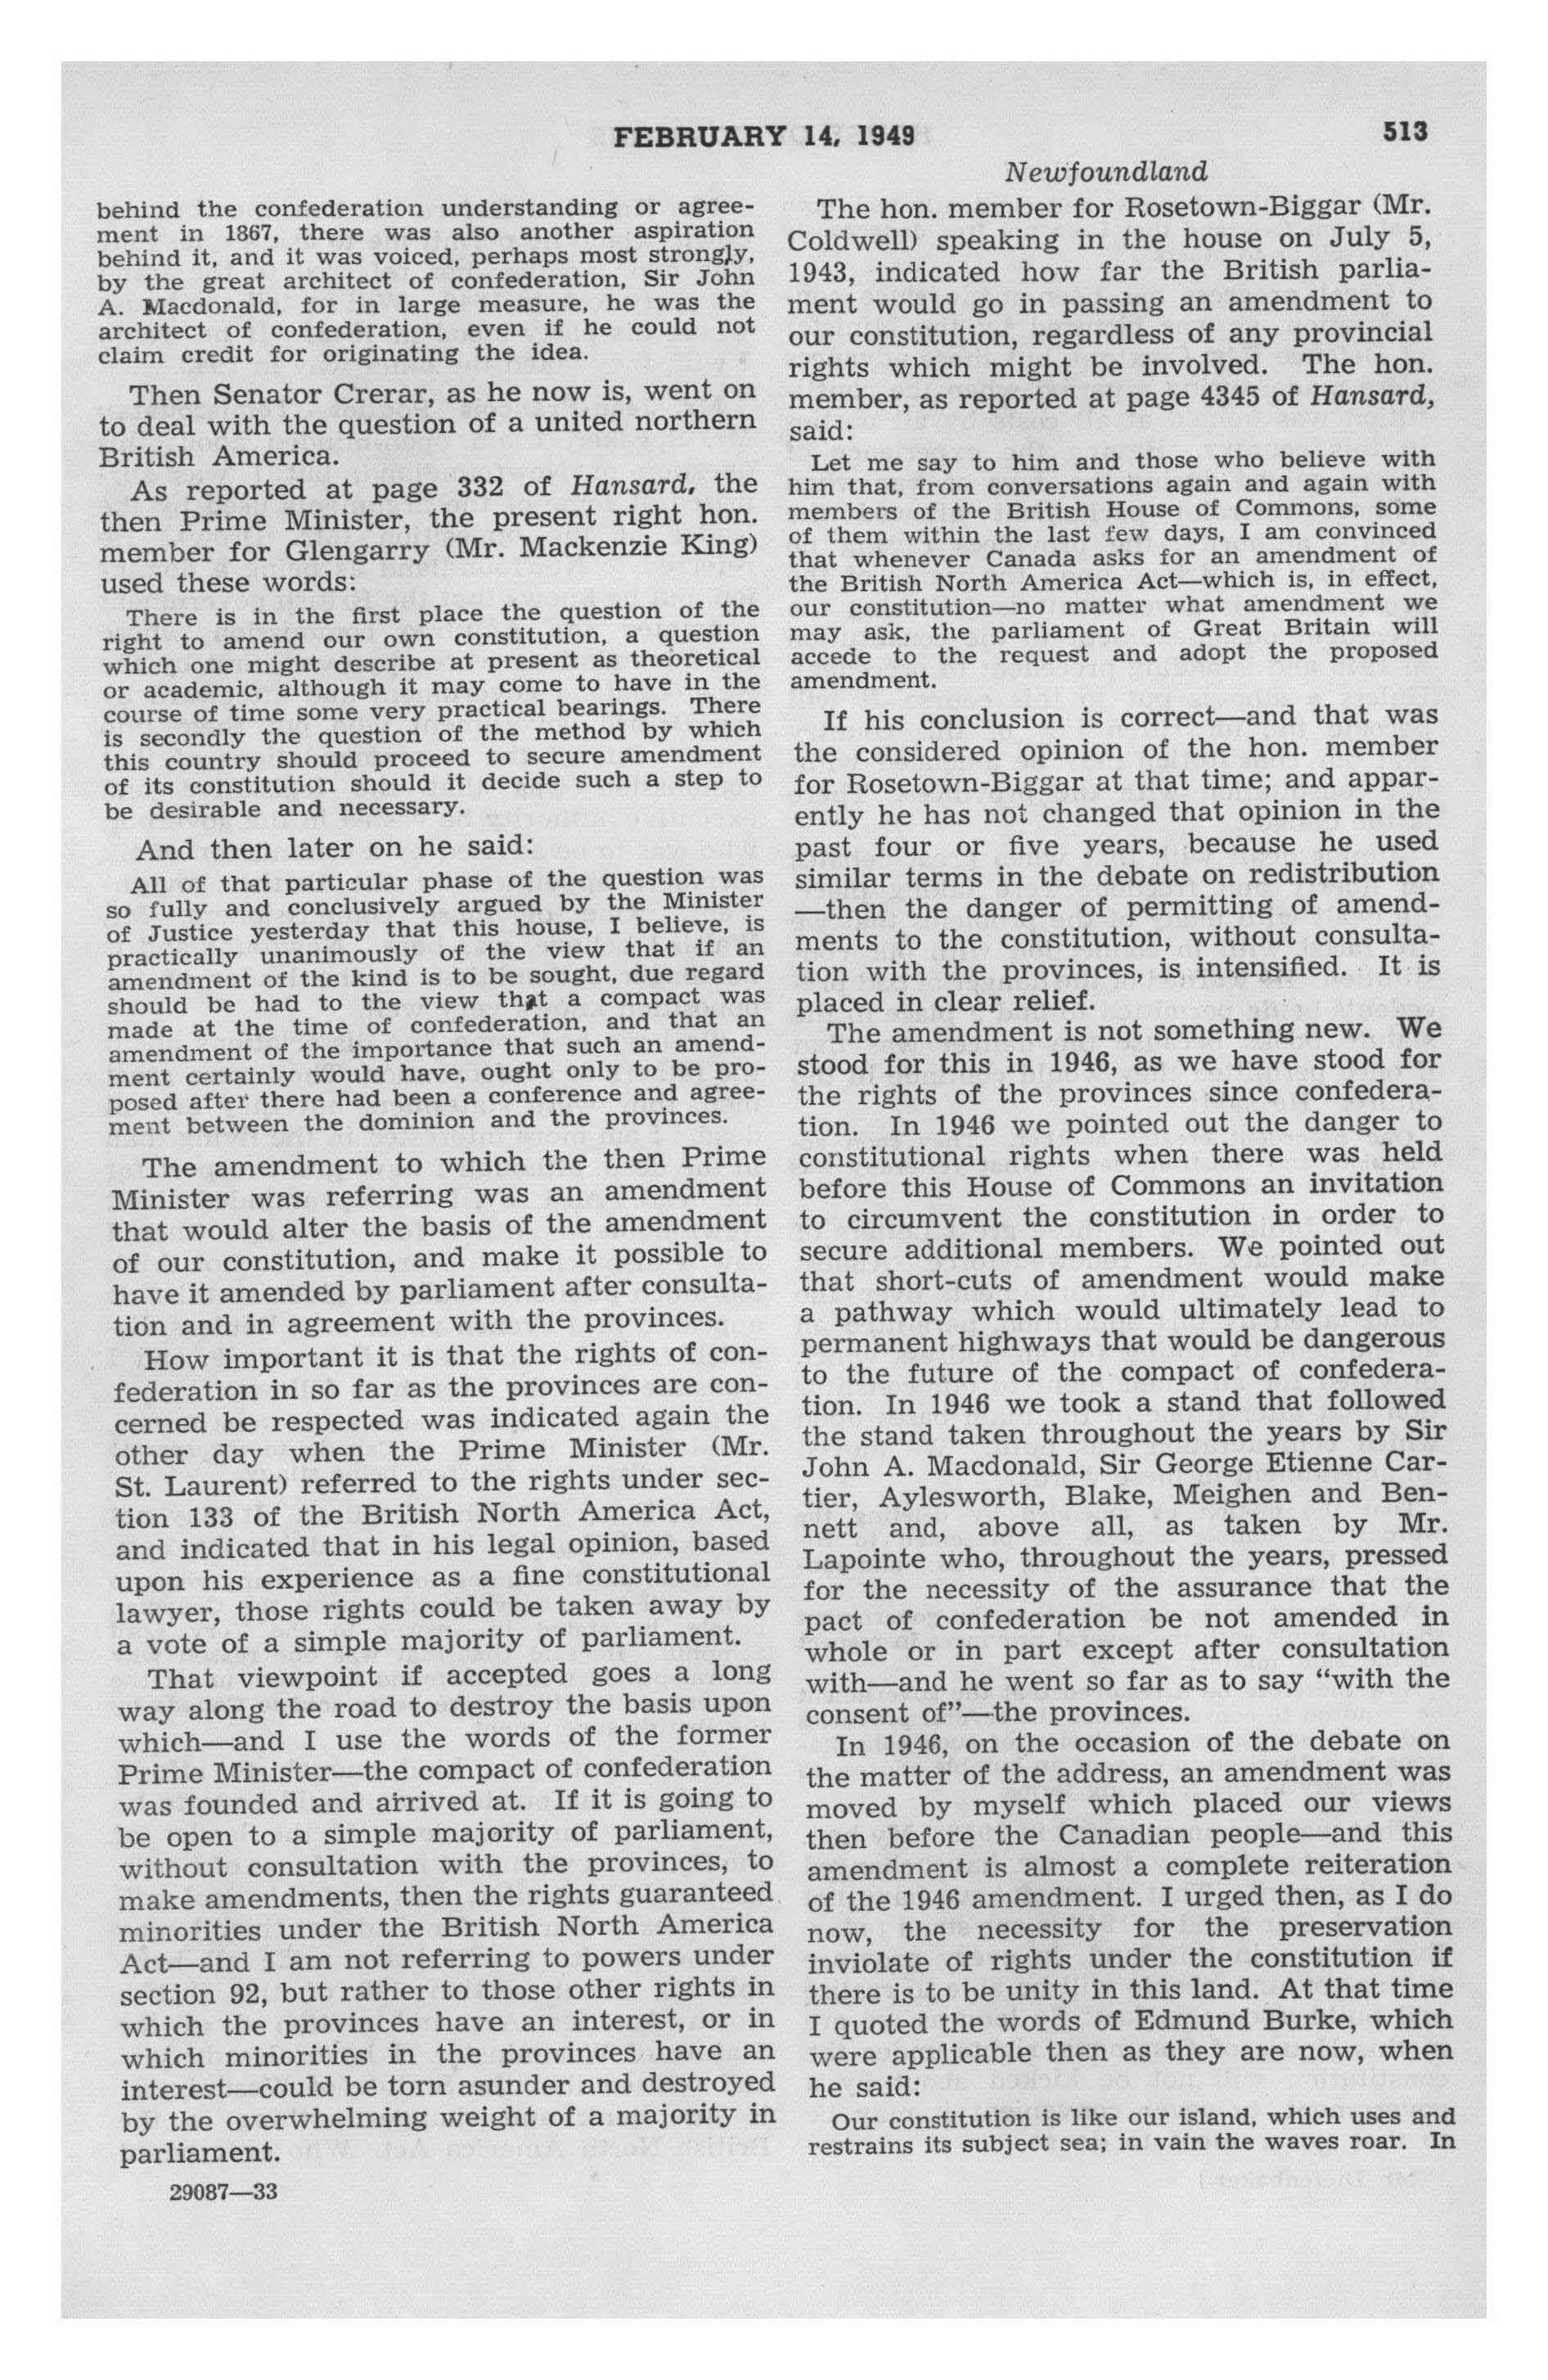 FEBRUARY 14, 1949
513
Newfoundland
behind the confederation understanding or agree-
ment in 1867, there was also another aspiration
behind it, and it was voiced, perhaps most strongly,
by the great architect of confederation, Sir John
A. Macdonald, for in large measure, he was the
architect of confederation, even if he could not
claim credit for originating the idea.
Then Senator Crerar, as he now is, went on
to deal with the question of a united northern
British America.
As reported at page 332 of Hansard, the
then Prime Minister, the present right hon.
member for Glengarry (Mr. Mackenzie King)
used these words:
There is in the first place the question of the
right to amend our own constitution, a question
which one might describe at present as theoretical
or academic, although it may come to have in the
course of time some very practical bearings. There
is secondly the question of the method by which
this country should proceed to secure amendment
of its constitution should it decide such a step to
be desirable and necessary.
And then later on he said:
All of that particular phase of the question was
so fully and conclusively argued by the Minister
of Justice yesterday that this house, I believe, is
practically unanimously of the view that if an
amendment of the kind is to be sought, due regard
should be had to the view that a compact was
made at the time of confederation, and that an
amendment of the importance that such an amend-
ment certainly would have, ought only to be pro-
posed after there had been a conference and agree-
ment between the dominion and the provinces.
The amendment to which the then Prime
Minister was referring was an amendment
that would alter the basis of the amendment
of our constitution, and make it possible to
have it amended by parliament after consulta-
tion and in agreement with the provinces.
How important it is that the rights of con-
federation in so far as the provinces are con-
cerned be respected was indicated again the
other day when the Prime Minister (Mr.
St. Laurent) referred to the rights under sec-
tion 133 of the British North America Act,
and indicated that in his legal opinion, based
upon his experience as a fine constitutional
lawyer, those rights could be taken away by
a vote of a simple majority of parliament.
That viewpoint if accepted goes a long
way along the road to destroy the basis upon
which—and I use the words of the former
Prime Minister—the compact of confederation
was founded and arrived at. If it is going to
be open to a simple majority of parliament,
without consultation with the provinces, to
make amendments, then the rights guaranteed
minorities under the British North America
Act—and I am not referring to powers under
section 92, but rather to those other rights in
which the provinces have an interest, or in
which minorities in the provinces have an
interest—could be torn asunder and destroyed
by the overwhelming weight of a majority in
parliament.
29087—33
The hon. member for Rosetown-Biggar (Mr.
Coldwell) speaking in the house on July 5,
1943, indicated how far the British parlia-
ment would go in passing an amendment to
our constitution, regardless of any provincial
rights which might be involved. The hon.
member, as reported at page 4345 of Hansard,
said:
Let me say to him and those who believe with
him that, from conversations again and again with
members of the British House of Commons, some
of them within the last few days, I am convinced
that whenever Canada asks for an amendment of
the British North America Act—which is, in effect,
our constitution—no matter what amendment we
may ask, the parliament of Great Britain will
accede to the request and adopt the proposed
amendment.
If his conclusion is correct—and that was
the considered opinion of the hon. member
for Rosetown-Biggar at that time; and appar-
ently he has not changed that opinion in the
past four or five years, because he used
similar terms in the debate on redistribution
—then the danger of permitting of amend-
ments to the constitution, without consulta-
tion with the provinces, is intensified. It is
placed in clear relief.
The amendment is not something new. We
stood for this in 1946, as we have stood for
the rights of the provinces since confedera-
tion. In 1946 we pointed out the danger to
constitutional rights when there was held
before this House of Commons an invitation
to circumvent the constitution in order to
secure additional members. We pointed out
that short-cuts of amendment would make
a pathway which would ultimately lead to
permanent highways that would be dangerous
to the future of the compact of confedera-
tion. In 1946 we took a stand that followed
the stand taken throughout the years by Sir
John A. Macdonald, Sir George Etienne Car-
tier, Aylesworth, Blake, Meighen and Ben-
nett and, above all, as taken by Mr.
Lapointe who, throughout the years, pressed
for the necessity of the assurance that the
pact of confederation be not amended in
whole or in part except after consultation
with—and he went so far as to say "with the
consent of"—the provinces.
In 1946, on the occasion of the debate on
the matter of the address, an amendment was
moved by myself which placed our views
then before the Canadian people—and this
amendment is almost a complete reiteration
of the 1946 amendment. I urged then, as I do
now, the necessity for the preservation
inviolate of rights under the constitution if
there is to be unity in this land. At that time
I quoted the words of Edmund Burke, which
were applicable then as they are now, when
he said:
Our constitution is like our island, which uses and
restrains its subject sea; in vain the waves roar. In